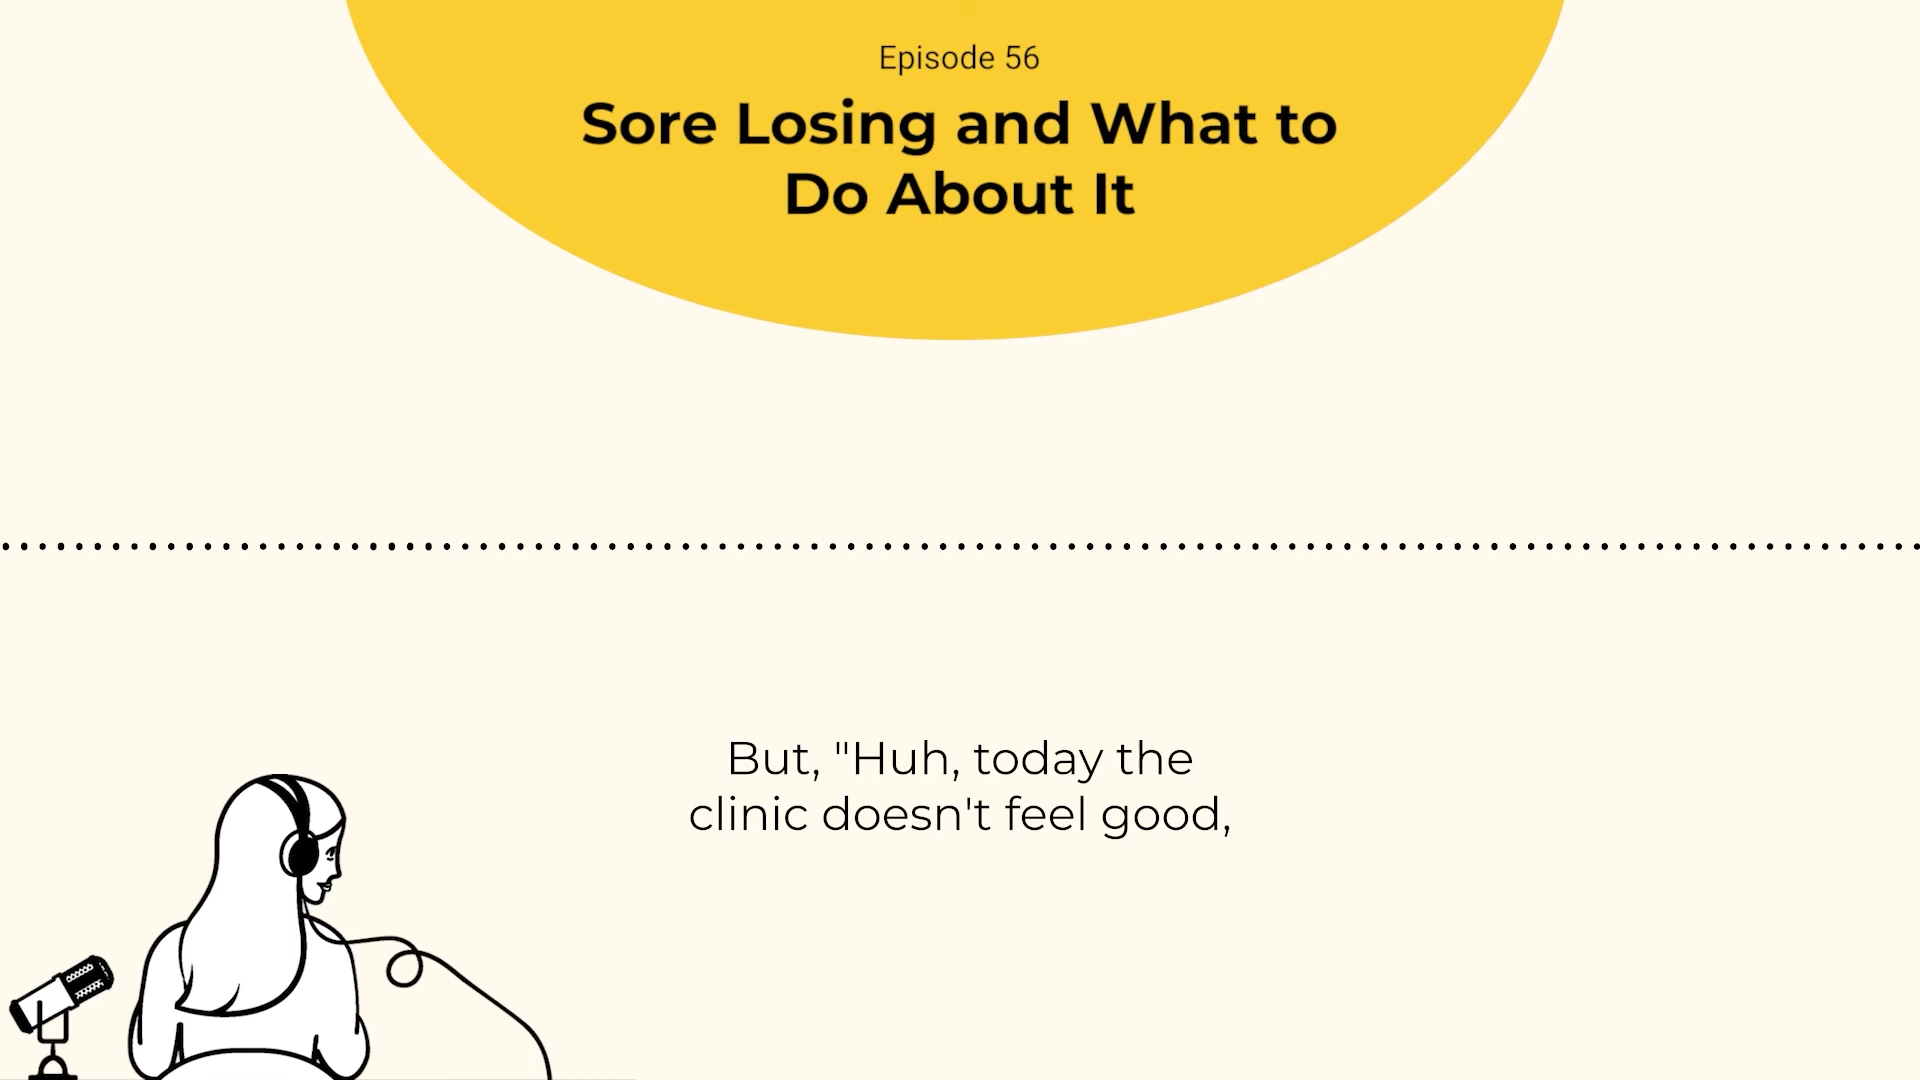 Episode 56
Sore Losing and What to
Do About It
But, "Huh, today the
clinic doesn't feel good,